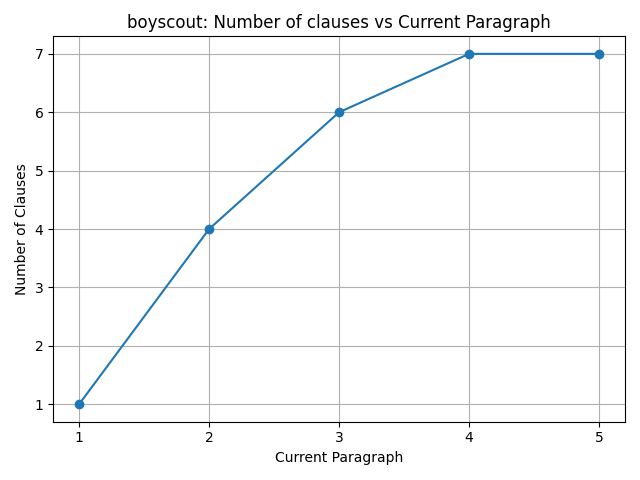 boyscout: Number of clauses vs Current Paragraph
Number of Clauses
7
6
5
4
3
2
1
1 2 3 4 5
Current Paragraph